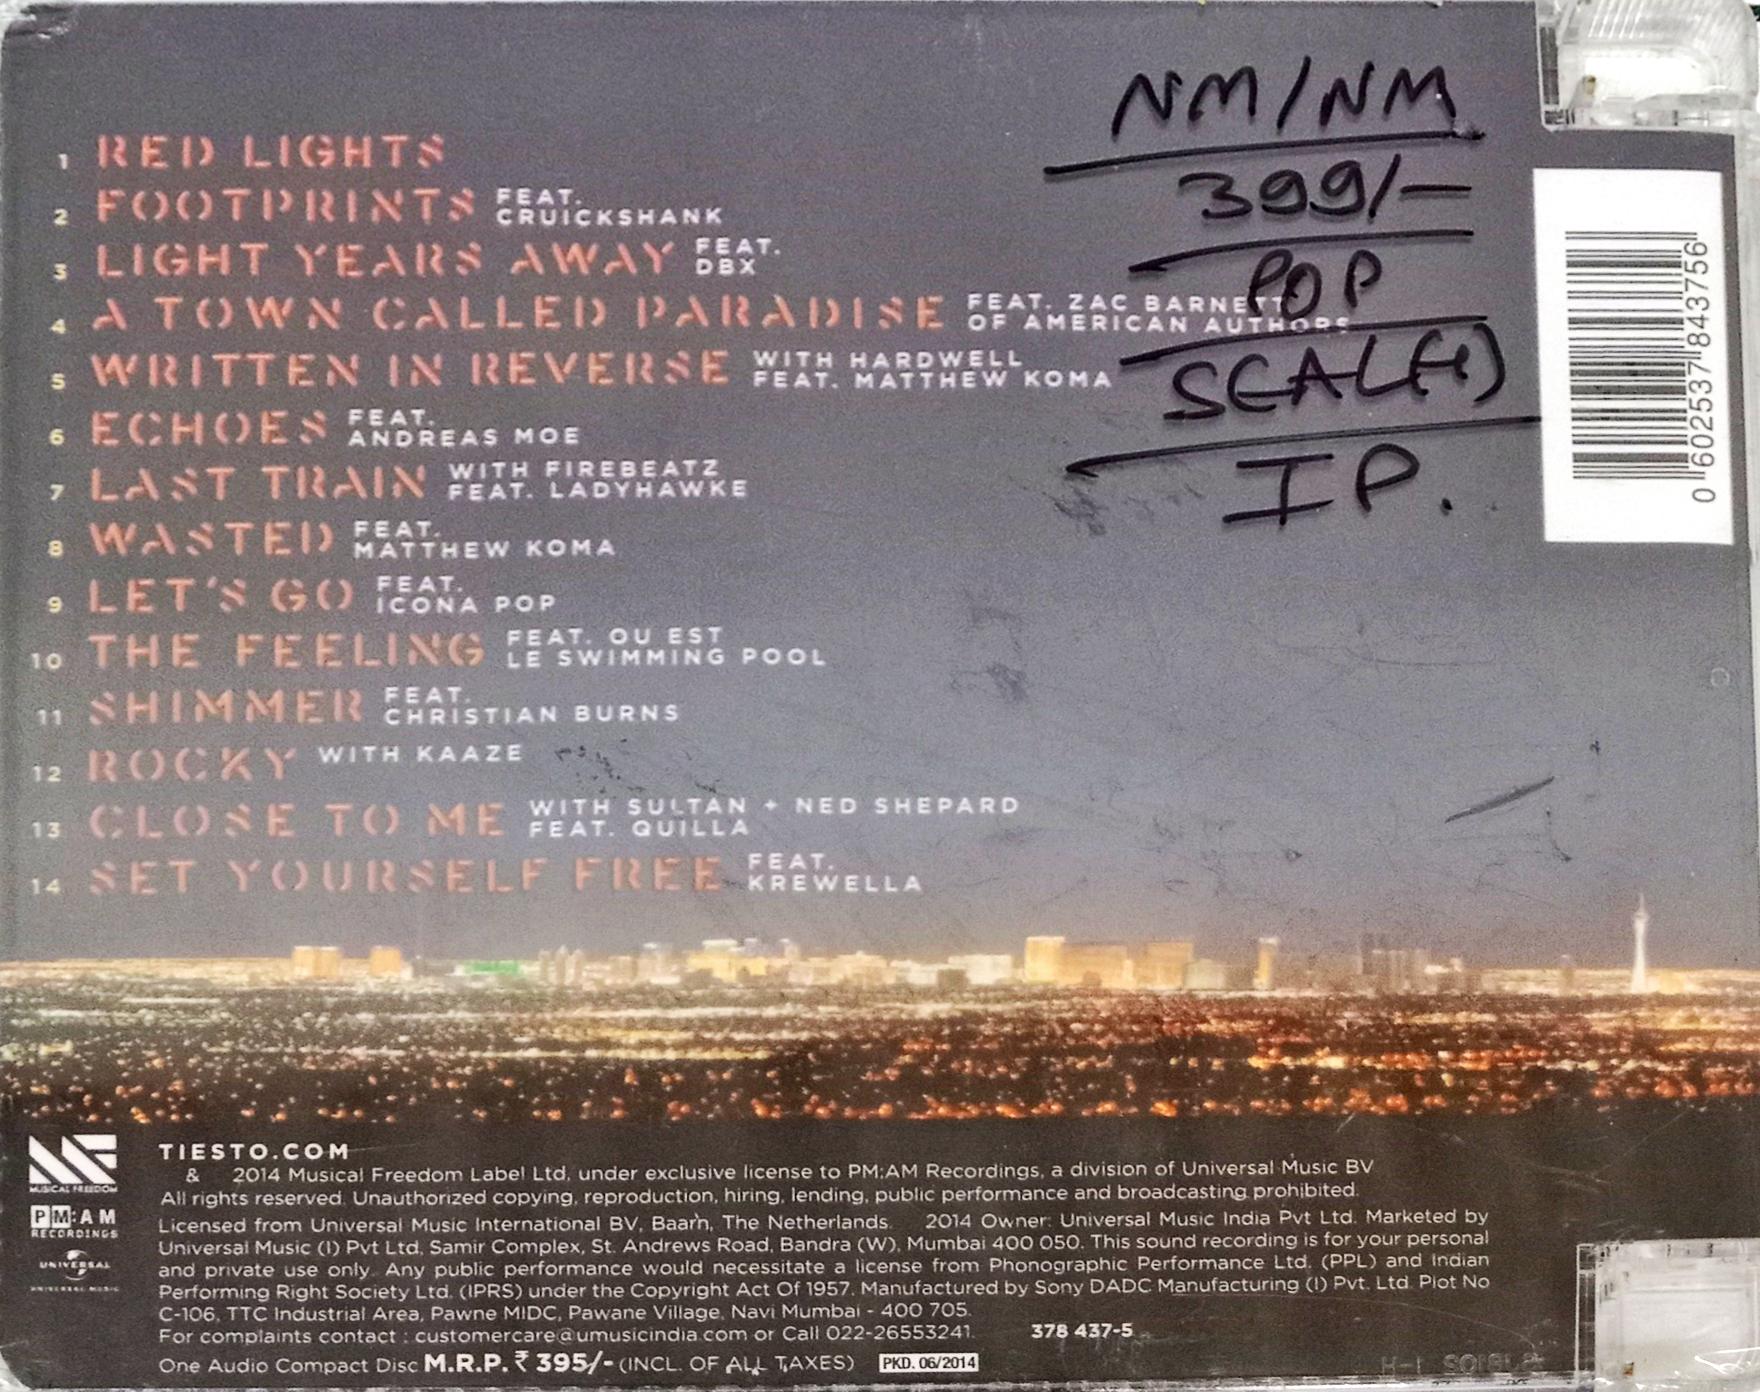 NM/NM
399/-
POP
SEAL(H)
IP.
1 RED LIGHTS
2 FOOTPRINTS FEAT. CRUICKSHANK
3 LIGHT YEARS AWAY FEAT. DBX
4 A TOWN CALLED PARADISE FEAT. ZAC BARNETT OF AMERICAN AUTHORS
5 WRITTEN IN REVERSE WITH HARDWELL FEAT. MATTHEW KOMA
6 ECHOES FEAT. ANDREAS MOE
7 LAST TRAIN WITH FIREBEATZ FEAT. LADYHAWKE
8 WASTED FEAT. MATTHEW KOMA
9 LET'S GO FEAT. ICONA POP
10 THE FEELING FEAT. OU EST LE SWIMMING POOL
11 SHIMMER FEAT. CHRISTIAN BURNS
12 ROCKY WITH KAAZE
13 CLOSE TO ME WITH SULTAN + NED SHEPARD FEAT. QUILLA
14 SET YOURSELF FREE FEAT. KREWELLA
0 602537 843756
MUSICAL FREEDOM
PM:AM
RECORDINGS
UNIVERSAL
UNIVERSAL MUSIC
TIESTO.COM
& 2014 Musical Freedom Label Ltd, under exclusive license to PM:AM Recordings, a division of Universal Music BV
All rights reserved. Unauthorized copying, reproduction, hiring, lending, public performance and broadcasting prohibited.
Licensed from Universal Music International BV, Baarn, The Netherlands. 2014 Owner: Universal Music India Pvt Ltd. Marketed by
Universal Music (I) Pvt Ltd, Samir Complex, St. Andrews Road, Bandra (W), Mumbai 400 050. This sound recording is for your personal
and private use only. Any public performance would necessitate a license from Phonographic Performance Ltd. (PPL) and Indian
Performing Right Society Ltd. (IPRS) under the Copyright Act Of 1957. Manufactured by Sony DADC Manufacturing (I) Pvt. Ltd. Plot No
C-106, TTC Industrial Area, Pawne MIDC, Pawane Village, Navi Mumbai - 400 705.
For complaints contact : customercare@umusicindia.com or Call 022-26553241. 378 437-5
One Audio Compact Disc M.R.P. ₹ 395/- (INCL. OF ALL TAXES) PKD. 06/2014